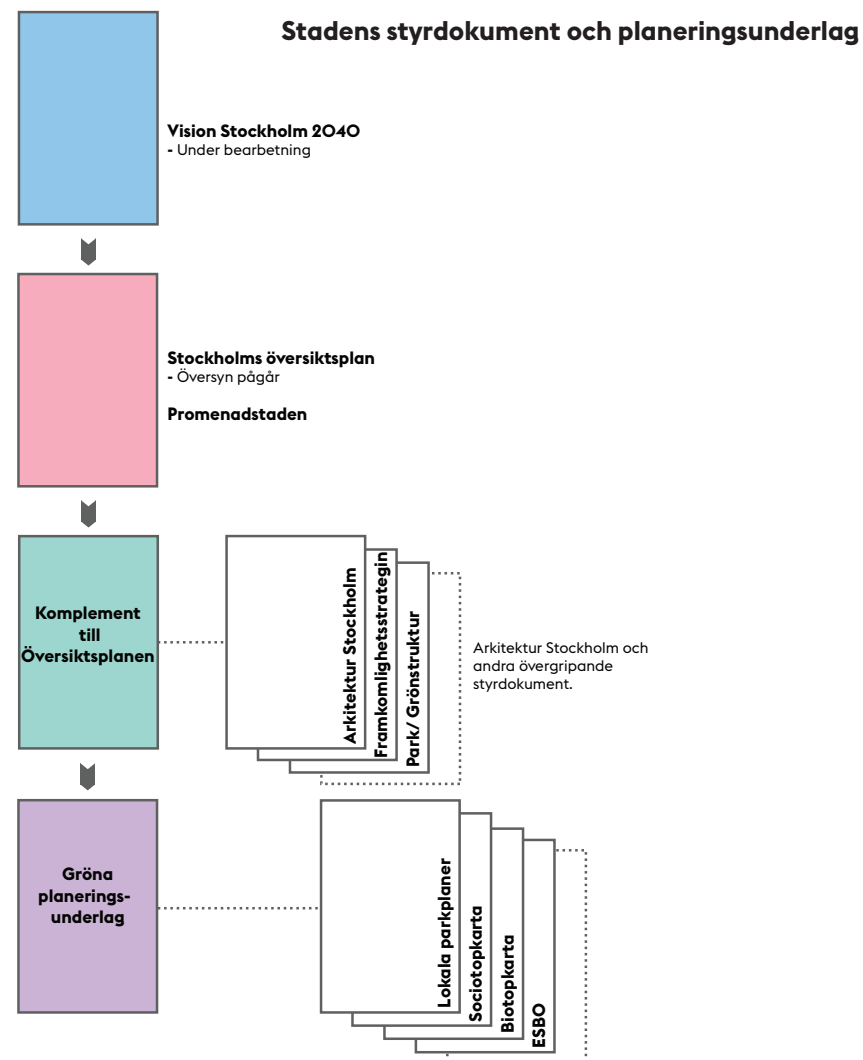 Stadens styrdokument och planeringsunderlag
Vision Stockholm 2040
- Under bearbetning
Stockholms översiktsplan
- Översyn pågår
Promenadstaden
Komplement
till
Översiktsplanen
Arkitektur Stockholm
Framkomlighetsstrategin
Park/ Grönstruktur
Arkitektur Stockholm och
andra övergripande
styrdokument.
Gröna
planerings-
underlag
Lokala parkplaner
Sociotopkarta
Biotopkarta
ESBO